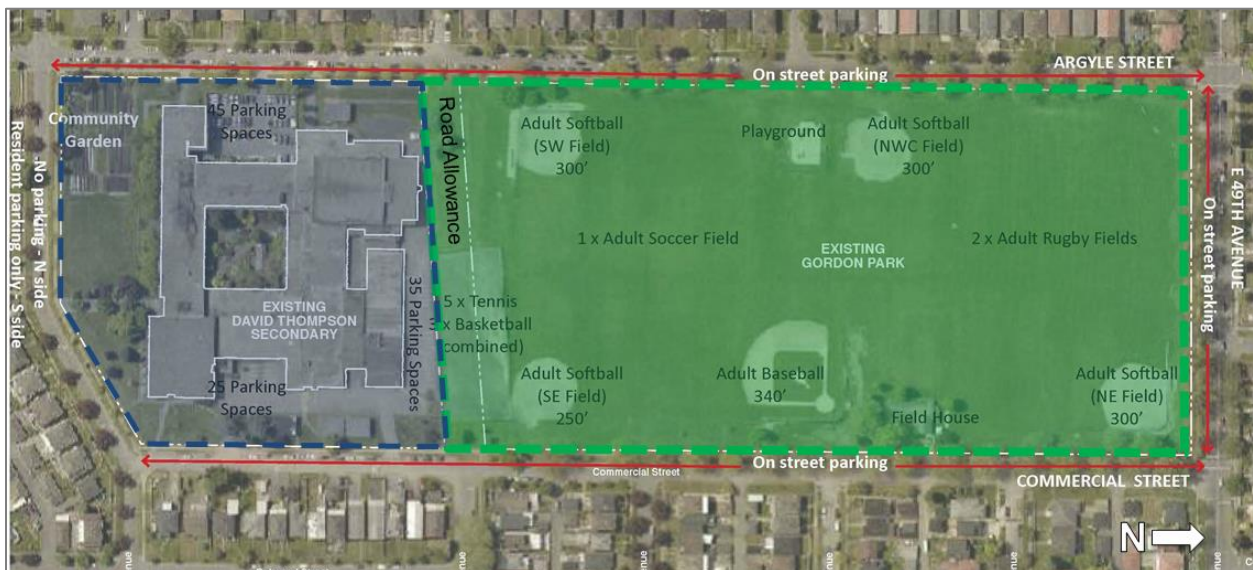 ARGYLE STREET
On street parking
Community
Garden
45 Parking
Spaces
Road Allowance
Adult Softball
(SW Field)
300'
Playground
Adult Softball
(NWC Field)
300'
Resident parking only - S side
No parking - N side
1 x Adult Soccer Field
EXISTING
GORDON PARK
2 x Adult Rugby Fields
On street parking
E 49TH AVENUE
EXISTING
DAVID THOMPSON
SECONDARY
35 Parking Spaces
5 x Tennis
3 x Basketball
(combined)
25 Parking
Spaces
Adult Softball
(SE Field)
250'
Adult Baseball
340'
Field House
Adult Softball
(NE Field)
300'
Commercial Street
On street parking
COMMERCIAL STREET
N